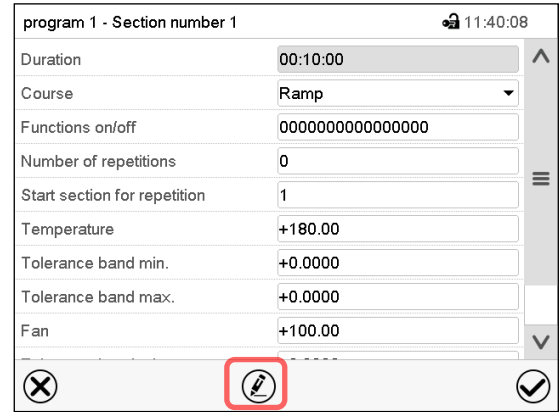 program 1 - Section number 1 11:40:08
Duration 00:10:00
Course Ramp
Functions on/off 0000000000000000
Number of repetitions 0
Start section for repetition 1
Temperature +180.00
Tolerance band min. +0.0000
Tolerance band max. +0.0000
Fan +100.00